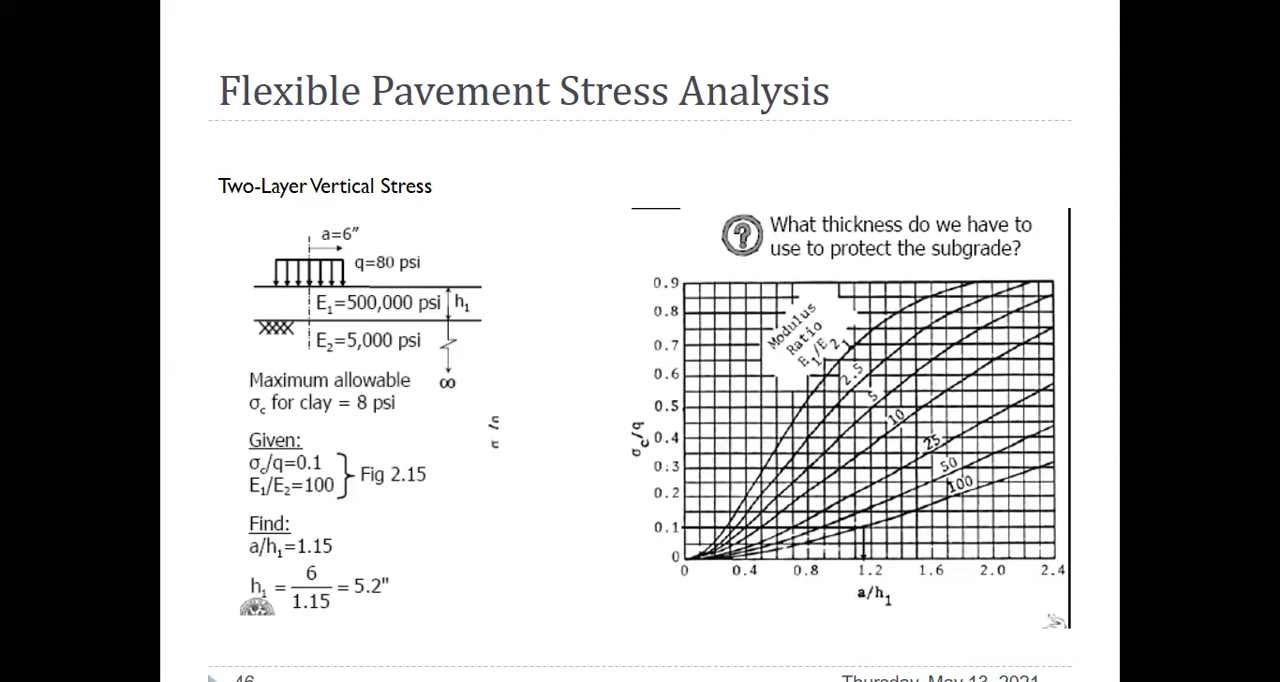 Flexible Pavement Stress Analysis
Two-Layer Vertical Stress
a=6"
q=80 psi
E₁=500,000 psi
h₁
E₂=5,000 psi
∞
Maximum allowable
σc for clay = 8 psi
Given:
σc/q=0.1
E₁/E₂=100
Fig 2.15
Find:
a/h₁=1.15
h₁ = 6/1.15 = 5.2"
?
What thickness do we have to
use to protect the subgrade?
Modulus
Ratio
E₁/E₂
1
2.5
5
10
25
50
100
0.9
0.8
0.7
0.6
0.5
0.4
0.3
0.2
0.1
0
σc/q
0 0.4 0.8 1.2 1.6 2.0 2.4
a/h₁
46
Thursday, May 13, 2021